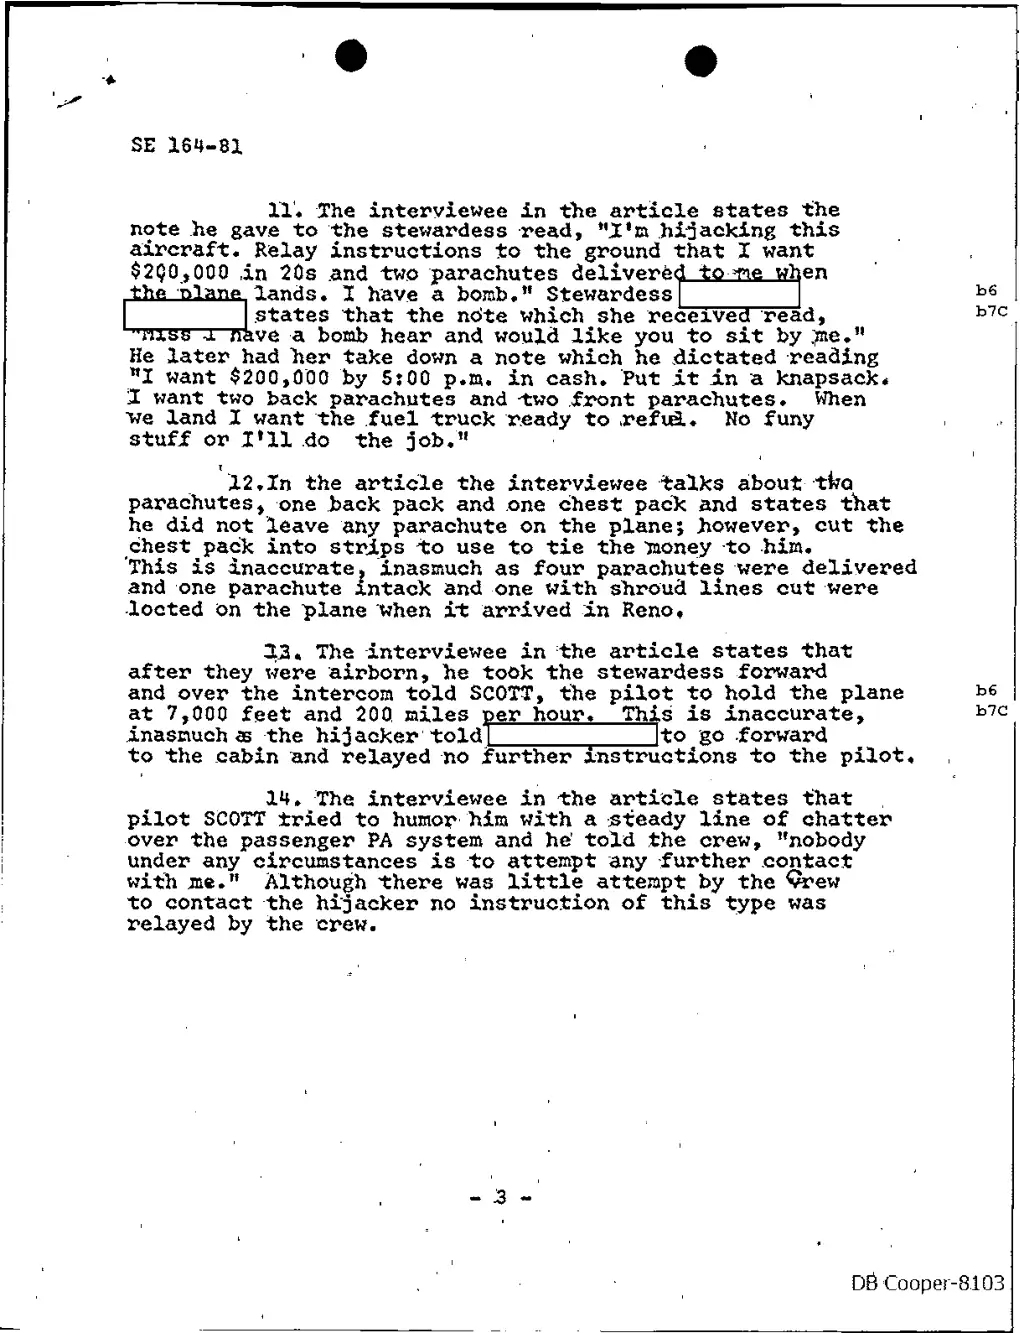 SE 164-81
11. The interviewee in the article states the
note he gave to the stewardess read, "I'm hijacking this
aircraft. Relay instructions to the ground that I want
$200,000 in 20s and two parachutes delivered to me when
the plane lands. I have a bomb." Stewardess
b6
states that the note which she received read,
b7C
"Miss I have a bomb hear and would like you to sit by me."
He later had her take down a note which he dictated reading
"I want $200,000 by 5:00 p.m. in cash. Put it in a knapsack.
I want two back parachutes and two front parachutes. When
we land I want the fuel truck ready to refuel. No funy
stuff or I'll do the job."
12.In the article the interviewee talks about two
parachutes, one back pack and one chest pack and states that
he did not leave any parachute on the plane; however, cut the
chest pack into strips to use to tie the money to him.
This is inaccurate, inasmuch as four parachutes were delivered
and one parachute intack and one with shroud lines cut were
locted on the plane when it arrived in Reno.
13. The interviewee in the article states that
after they were airborn, he took the stewardess forward
and over the intercom told SCOTT, the pilot to hold the plane
b6
at 7,000 feet and 200 miles per hour. This is inaccurate,
b7C
inasmuch as the hijacker told to go forward
to the cabin and relayed no further instructions to the pilot.
14. The interviewee in the article states that
pilot SCOTT tried to humor him with a steady line of chatter
over the passenger PA system and he told the crew, "nobody
under any circumstances is to attempt any further contact
with me." Although there was little attempt by the Crew
to contact the hijacker no instruction of this type was
relayed by the crew.
- 3 -
DB Cooper-8103